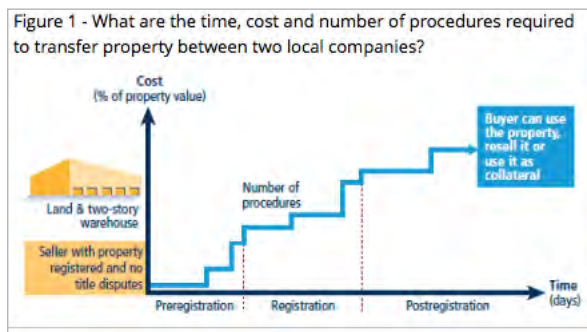 Figure 1 - What are the time, cost and number of procedures required
to transfer property between two local companies?
Cost
(% of property value)
Buyer can use
the property,
resell it or
use it as
collateral
Number of
procedures
Land & two-story
warehouse
Seller with property
registered and no
title disputes
Preregistration
Registration
Postregistration
Time
(days)